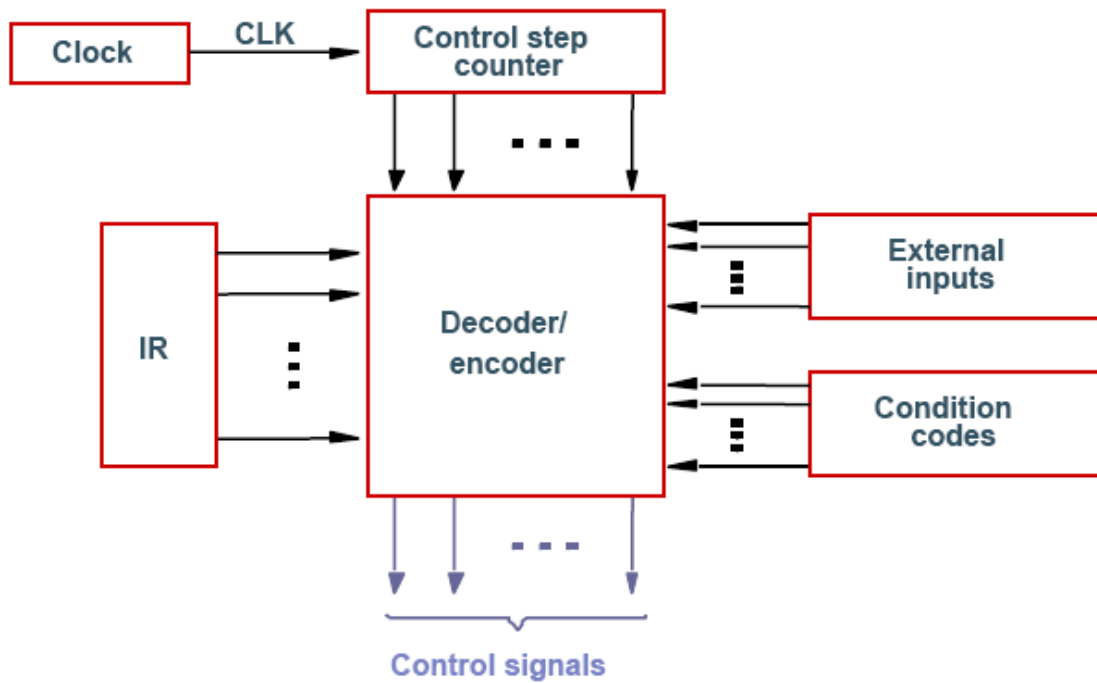 Clock
CLK
Control step
counter
IR
Decoder/
encoder
External
inputs
Condition
codes
Control signals